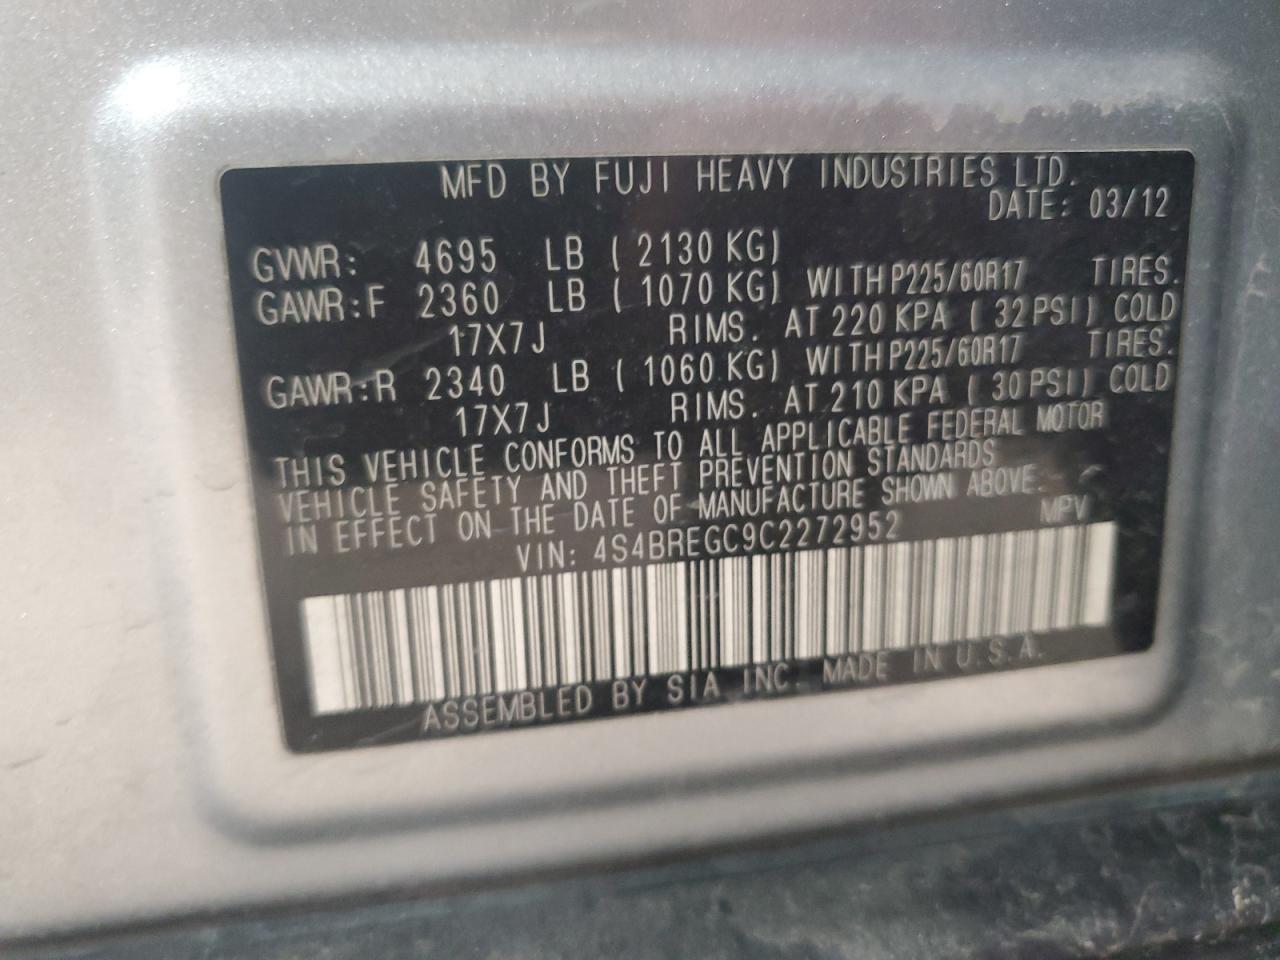 MFD BY FUJI HEAVY INDUSTRIES LTD.
DATE: 03/12
GVWR: 4695 LB ( 2130 KG)
GAWR:F 2360 LB ( 1070 KG) WITH P225/60R17 TIRES.
17X7J RIMS. AT 220 KPA ( 32 PSI) COLD
GAWR:R 2340 LB ( 1060 KG) WITH P225/60R17 TIRES.
17X7J RIMS. AT 210 KPA ( 30 PSI) COLD
THIS VEHICLE CONFORMS TO ALL APPLICABLE FEDERAL MOTOR
VEHICLE SAFETY AND THEFT PREVENTION STANDARDS
IN EFFECT ON THE DATE OF MANUFACTURE SHOWN ABOVE.
VIN: 4S4BREGC9C2272952 MPV
ASSEMBLED BY SIA INC. MADE IN U.S.A.